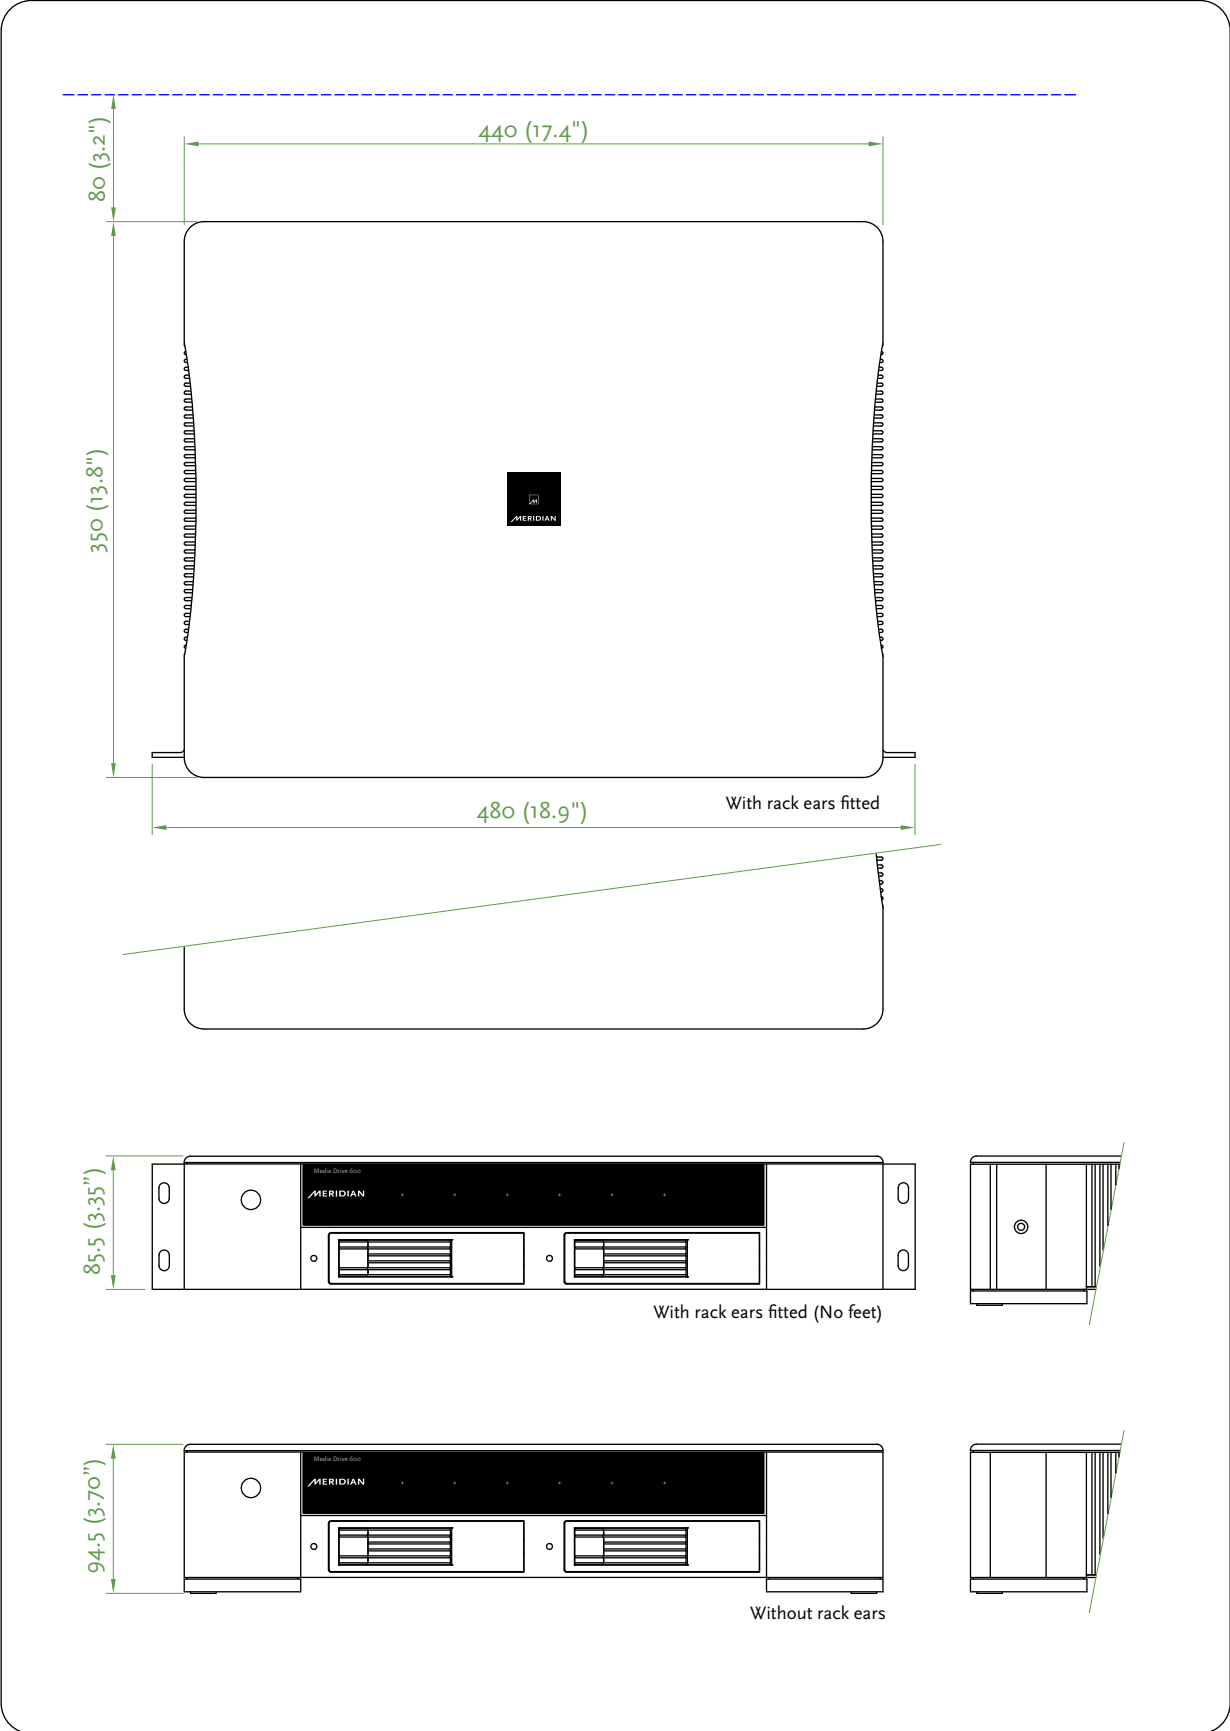 80 (3.2")
440 (17.4")
350 (13.8")
MERIDIAN
With rack ears fitted
480 (18.9")
85.5 (3.35”)
Media Drive 600
MERIDIAN
With rack ears fitted (No feet)
94.5 (3.70”)
Media Drive 600
MERIDIAN
Without rack ears